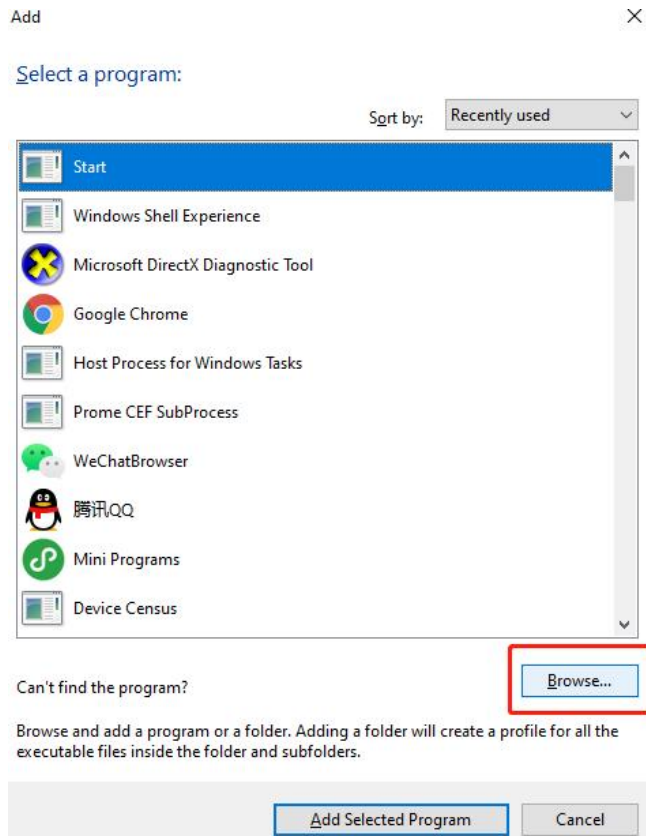 Add
Select a program:
Sort by: Recently used
Start
Windows Shell Experience
Microsoft DirectX Diagnostic Tool
Google Chrome
Host Process for Windows Tasks
Prome CEF SubProcess
WeChatBrowser
腾讯QQ
Mini Programs
Device Census
Can't find the program? Browse...
Browse and add a program or a folder. Adding a folder will create a profile for all the
executable files inside the folder and subfolders.
Add Selected Program Cancel